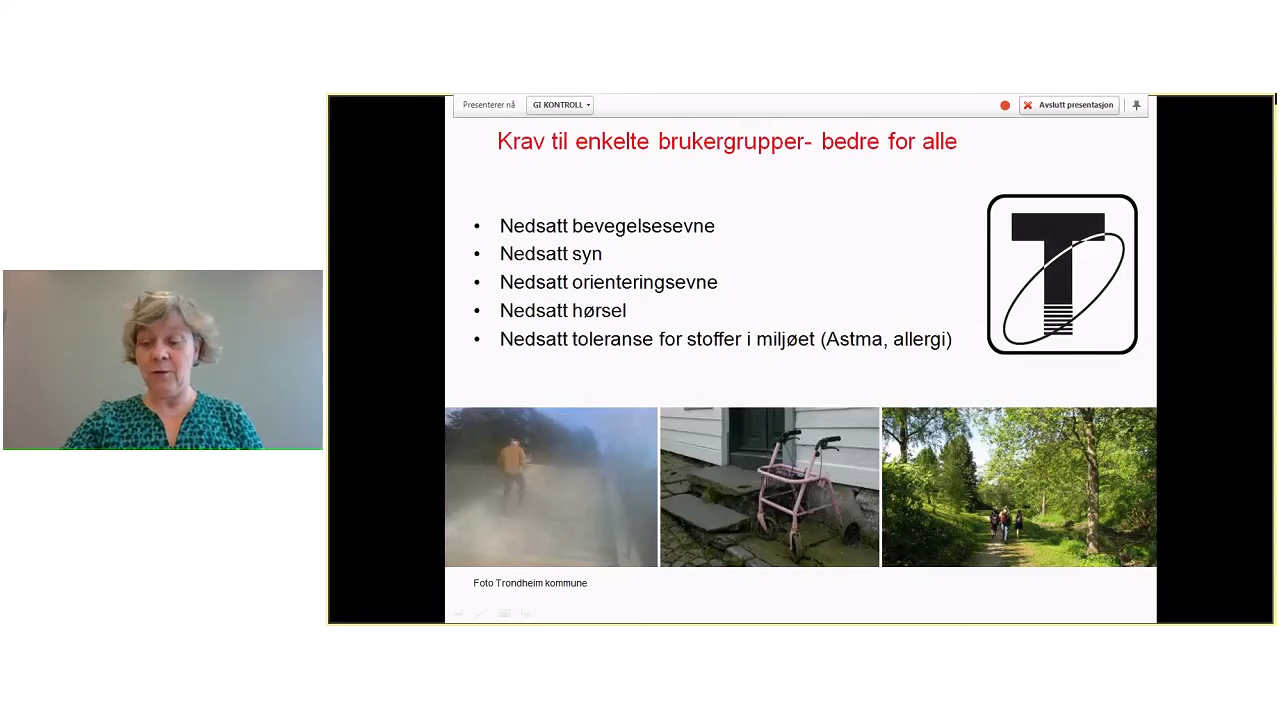 Presenterer nå GI KONTROLL Avslutt presentasjon
Krav til enkelte brukergrupper- bedre for alle
• Nedsatt bevegelsesevne
• Nedsatt syn
• Nedsatt orienteringsevne
• Nedsatt hørsel
• Nedsatt toleranse for stoffer i miljøet (Astma, allergi)
T
Foto Trondheim kommune